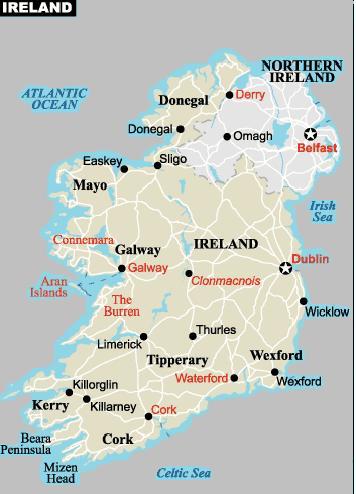 IRELAND
NORTHERN
IRELAND
ATLANTIC
OCEAN
Donegal
Derry
Donegal
Omagh
Belfast
Easkey
Sligo
Mayo
Irish
Sea
Connemara
Galway
IRELAND
Galway
Dublin
Aran
Islands
Clonmacnois
The
Burren
Wicklow
Limerick
Thurles
Tipperary
Wexford
Killorglin
Waterford
Wexford
Kerry
Killarney
Cork
Beara
Peninsula
Cork
Mizen
Head
Celtic Sea